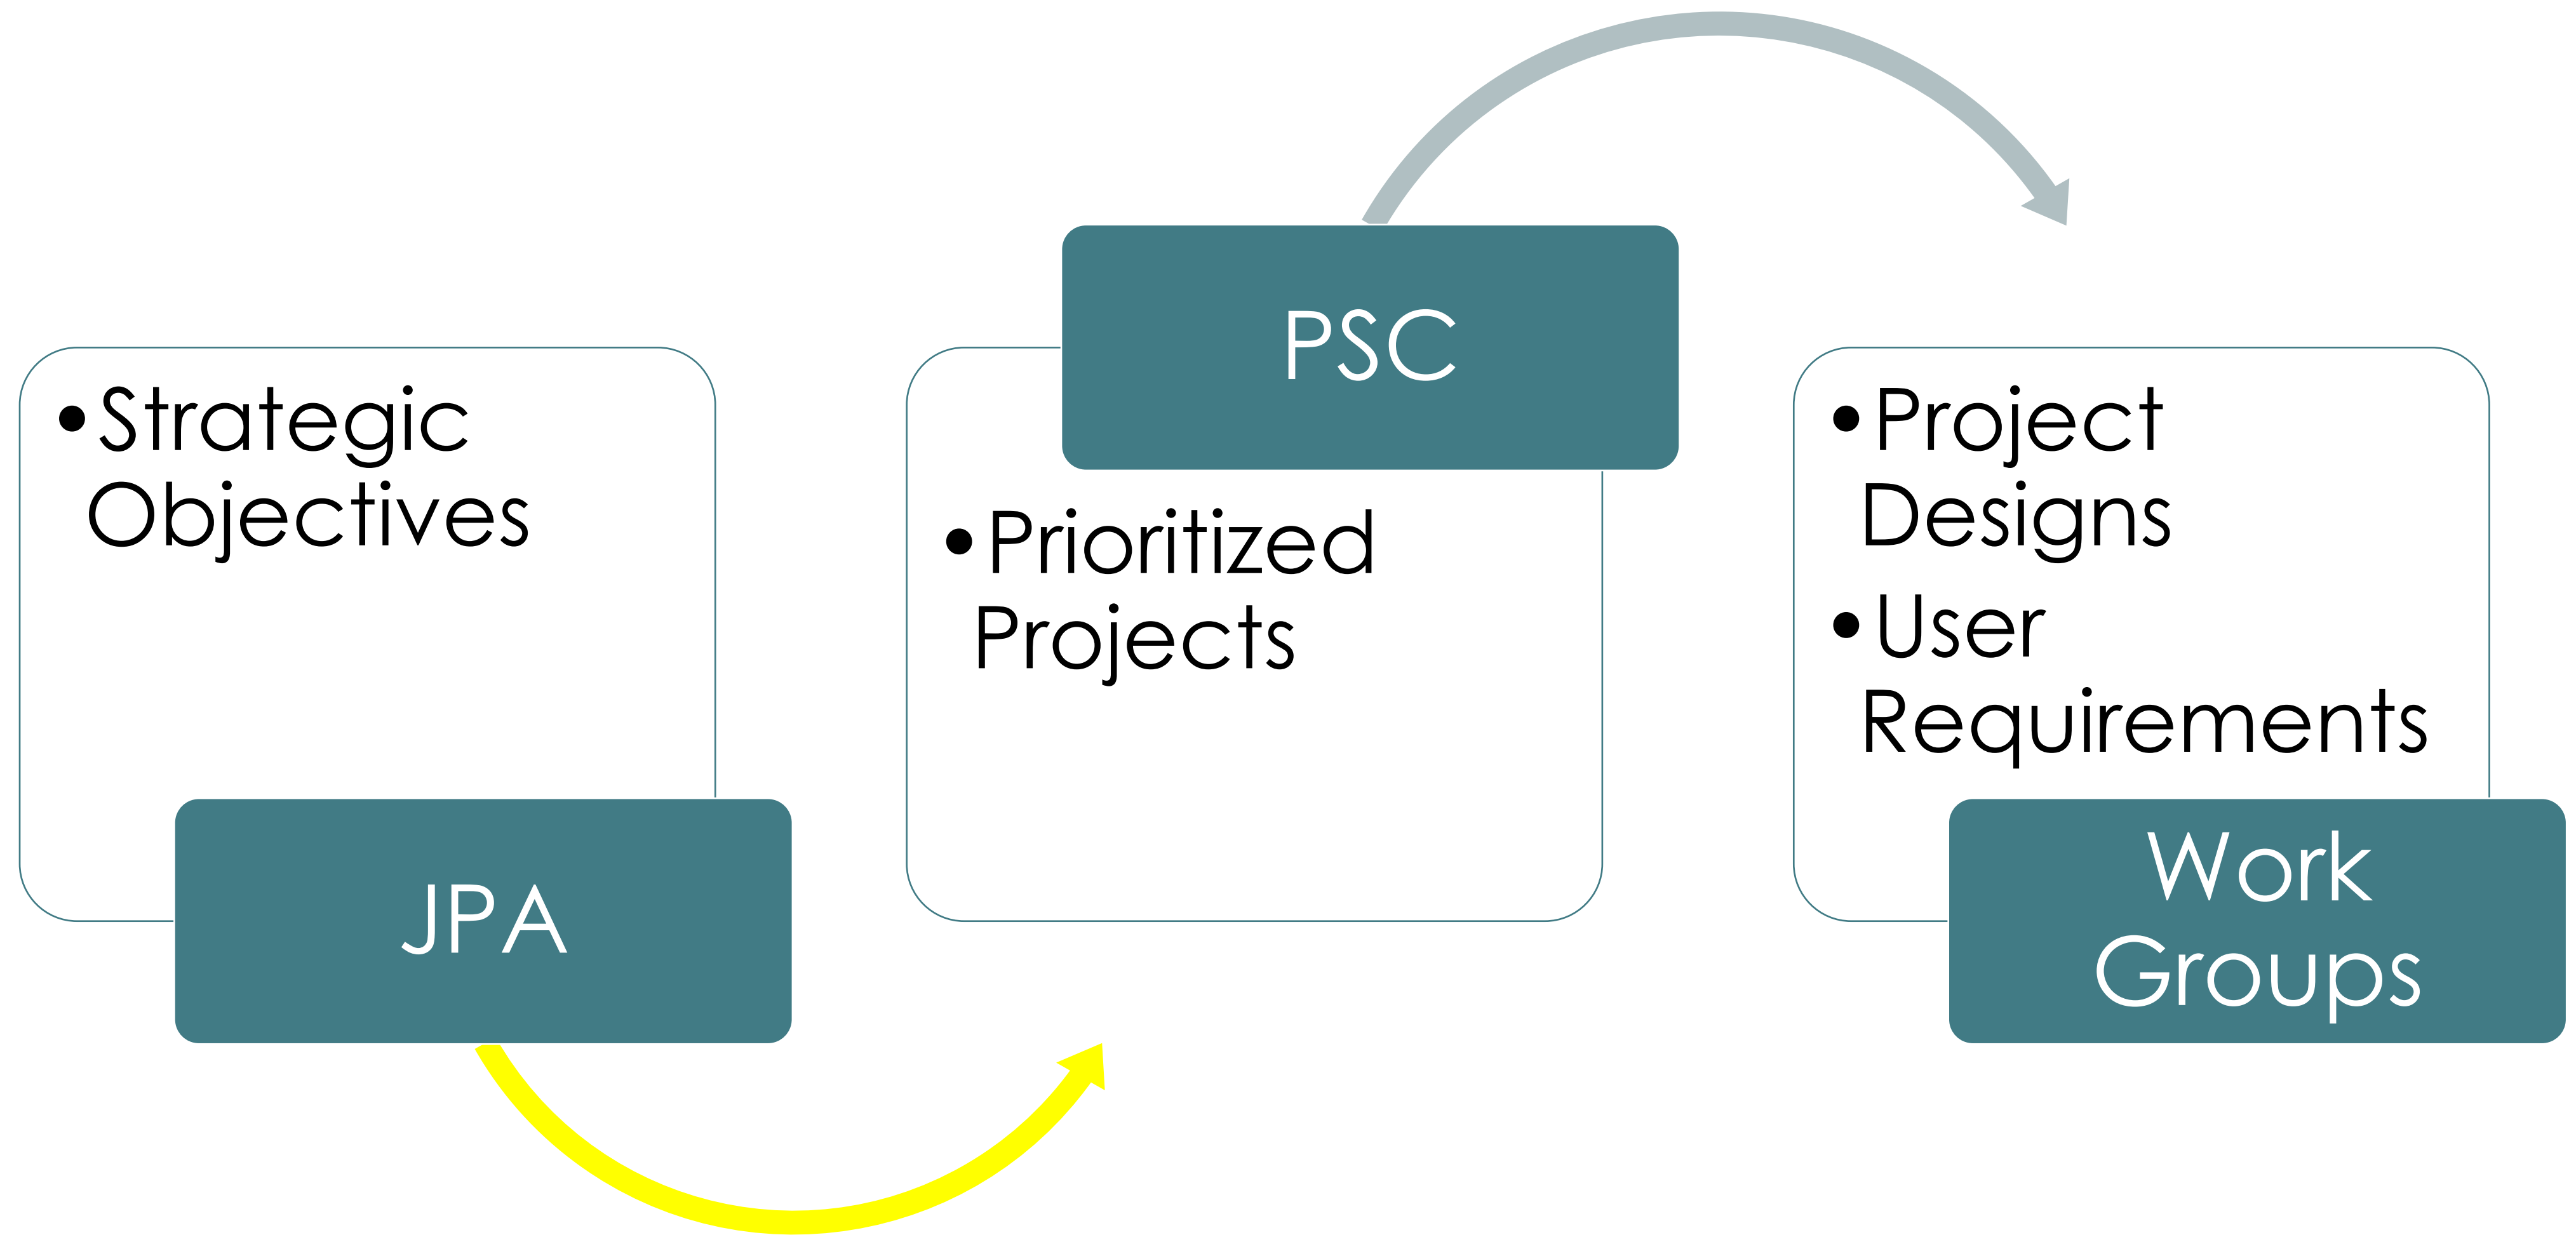 •Strategic
Objectives
JPA
PSC
•Prioritized
Projects
•Project
Designs
•User
Requirements
Work
Groups